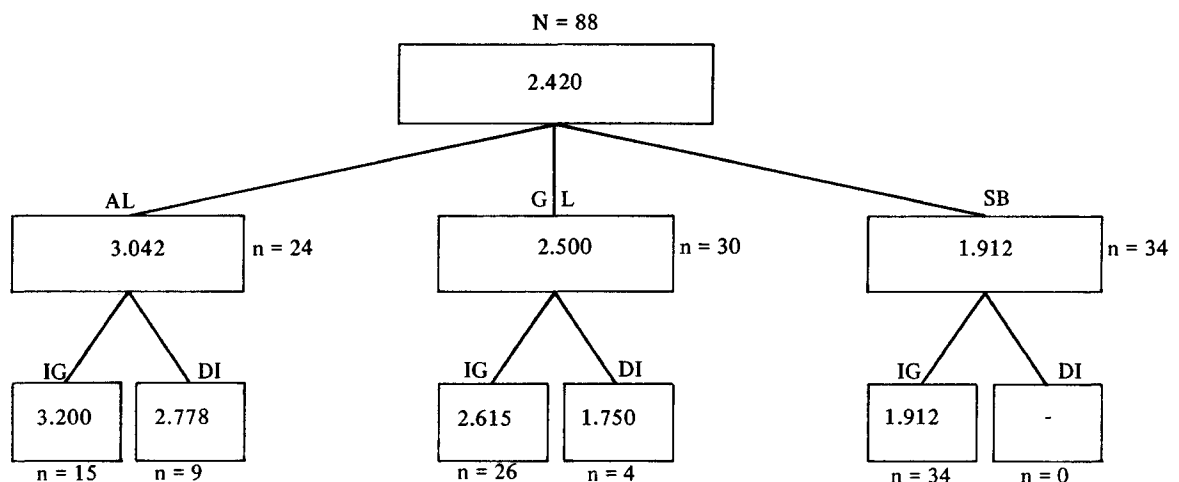 N = 88
2.420
AL G L SB
3.042 n = 24 2.500 n = 30 1.912 n = 34
IG DI IG DI IG DI
3.200 2.778 2.615 1.750 1.912 -
n = 15 n = 9 n = 26 n = 4 n = 34 n = 0